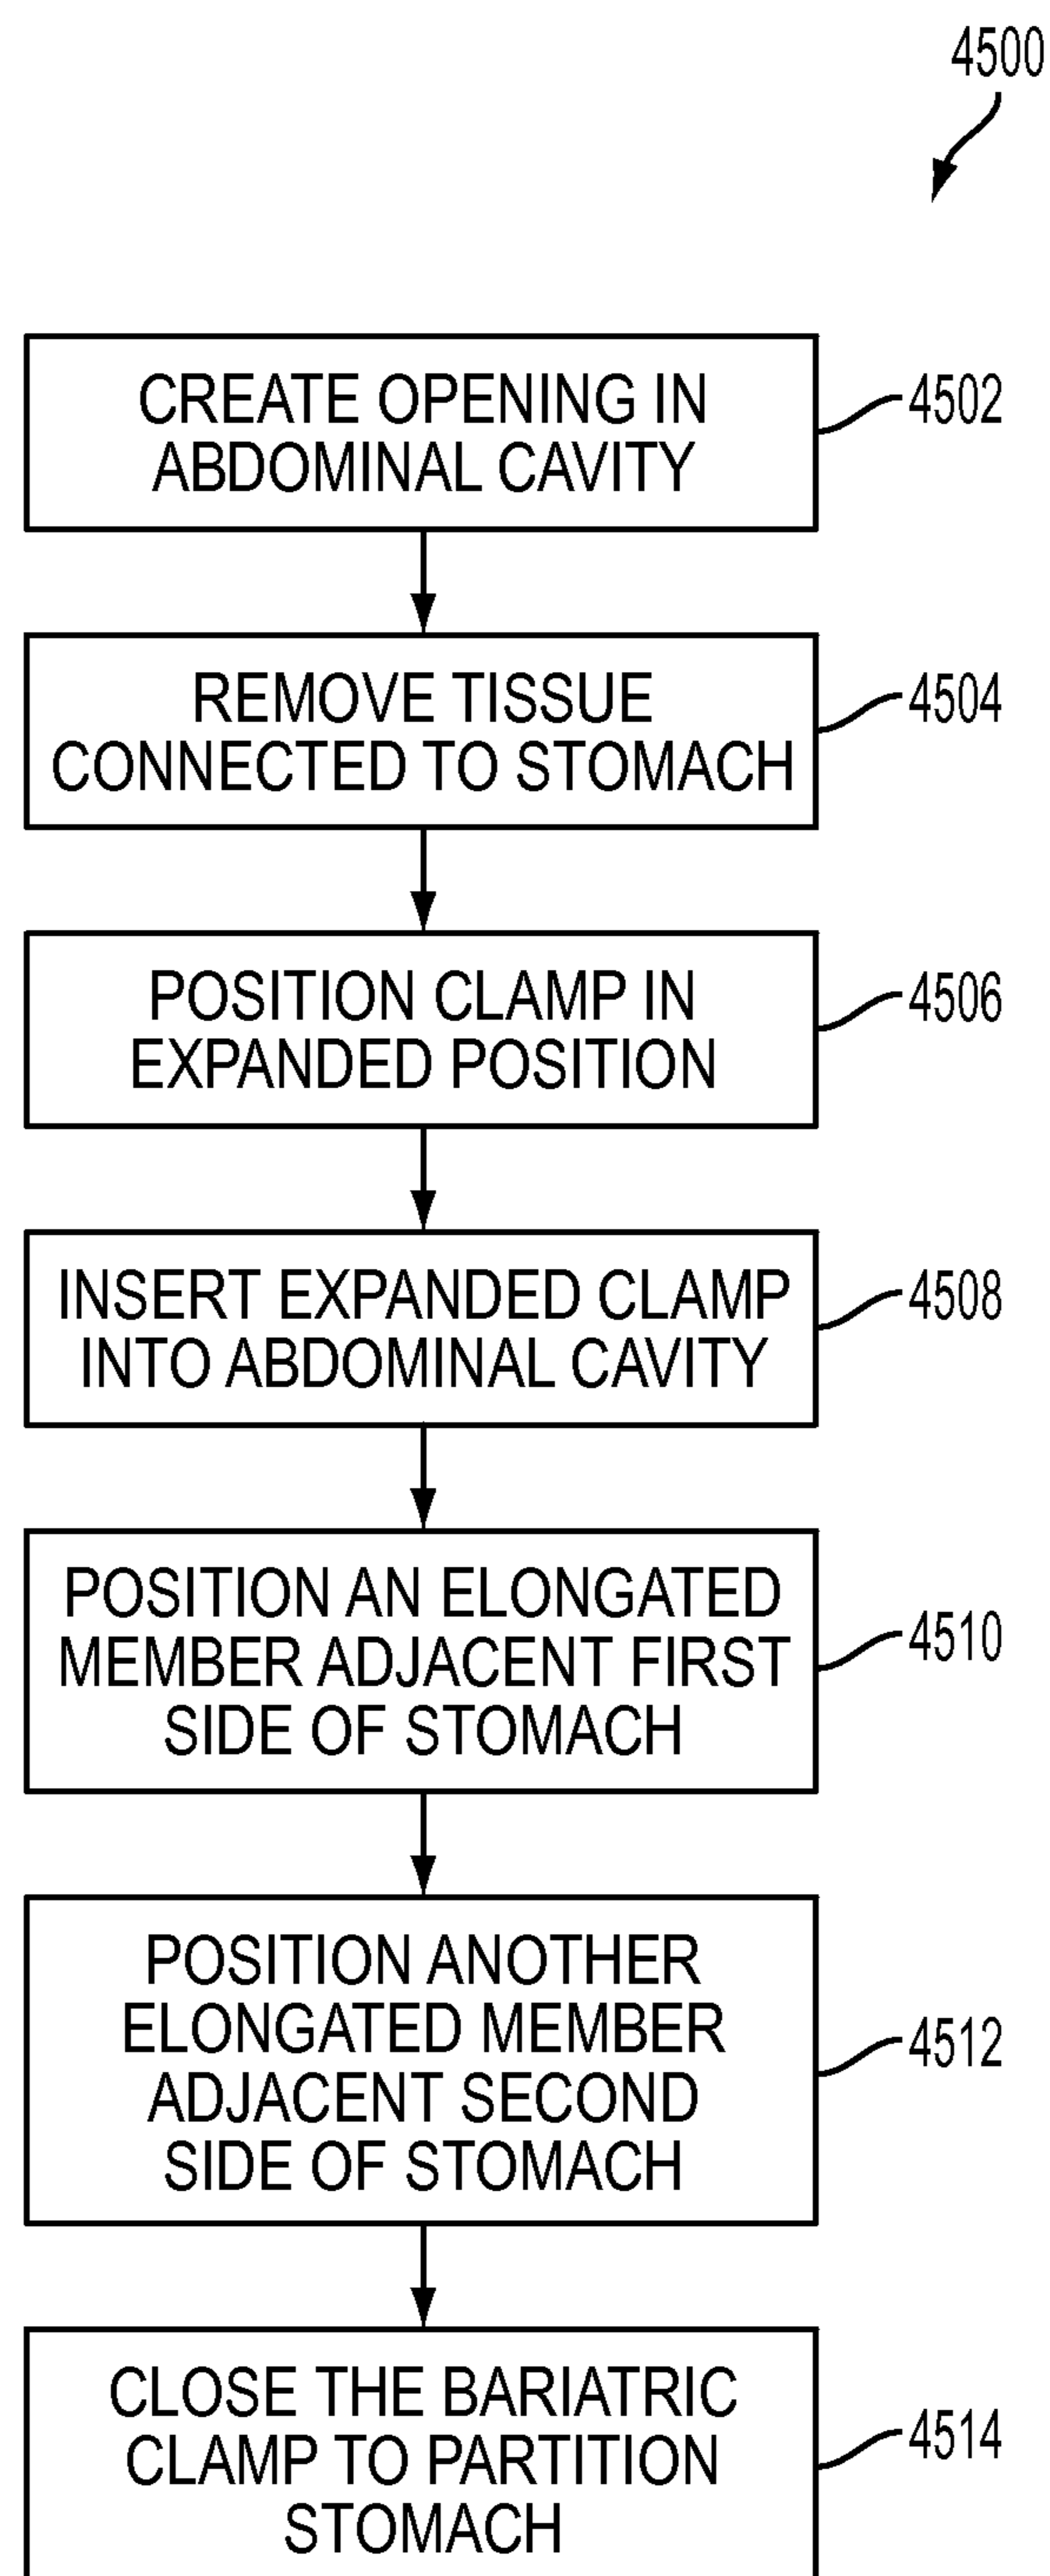 4500
CREATE OPENING IN
ABDOMINAL CAVITY
4502
REMOVE TISSUE
CONNECTED TO STOMACH
4504
POSITION CLAMP IN
EXPANDED POSITION
4506
INSERT EXPANDED CLAMP
INTO ABDOMINAL CAVITY
4508
POSITION AN ELONGATED
MEMBER ADJACENT FIRST
SIDE OF STOMACH
4510
POSITION ANOTHER
ELONGATED MEMBER
ADJACENT SECOND
SIDE OF STOMACH
4512
CLOSE THE BARIATRIC
CLAMP TO PARTITION
STOMACH
4514